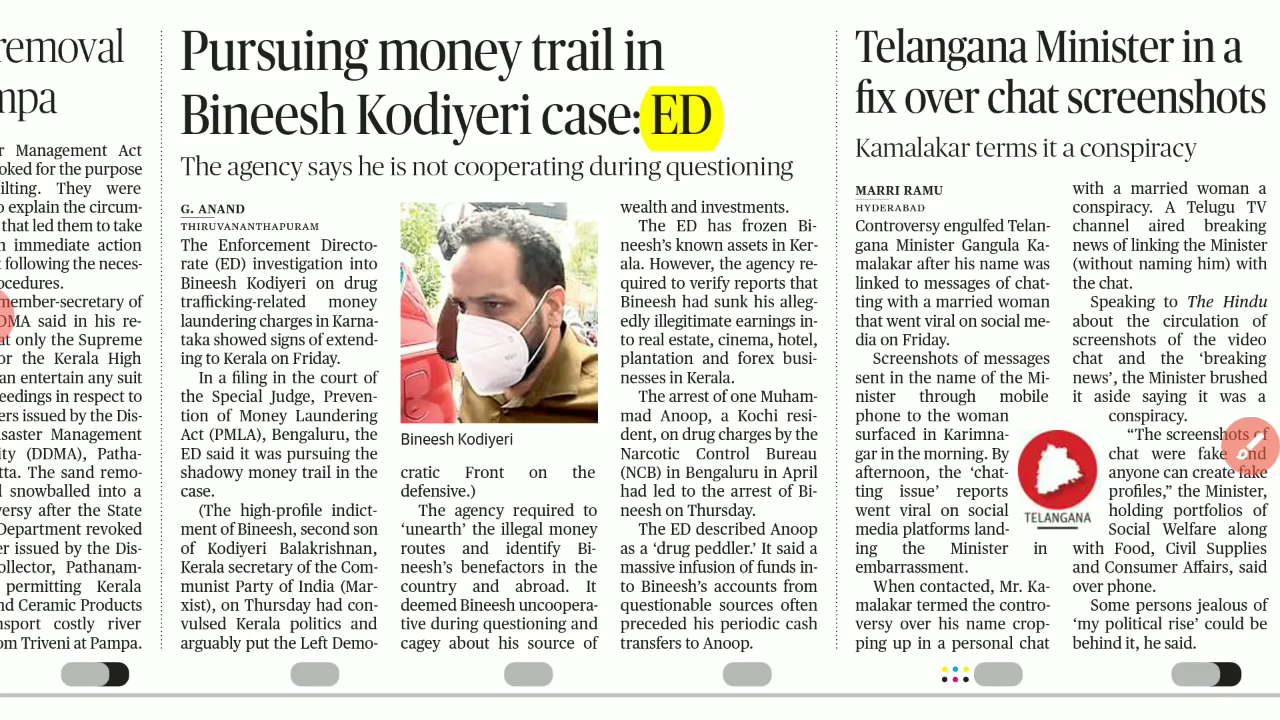 removal
mpa
r Management Act
oked for the purpose
ilting. They were
o explain the circum-
that led them to take
n immediate action
following the neces-
ocedures.
member-secretary of
DMA said in his re-
at only the Supreme
or the Kerala High
an entertain any suit
eedings in respect to
ers issued by the Dis-
isaster Management
ity (DDMA), Patha-
tta. The sand remo-
snowballed into a
versy after the State
Department revoked
er issued by the Dis-
ollector, Pathanam-
permitting Kerala
nd Ceramic Products
nsport costly river
om Triveni at Pampa.
Pursuing money trail in
Bineesh Kodiyeri case: ED
The agency says he is not cooperating during questioning
G. ANAND
THIRUVANANTHAPURAM
The Enforcement Directo-
rate (ED) investigation into
Bineesh Kodiyeri on drug
trafficking-related money
laundering charges in Karna-
taka showed signs of extend-
ing to Kerala on Friday.
In a filing in the court of
the Special Judge, Preven-
tion of Money Laundering
Act (PMLA), Bengaluru, the
ED said it was pursuing the
shadowy money trail in the
case.
(The high-profile indict-
ment of Bineesh, second son
of Kodiyeri Balakrishnan,
Kerala secretary of the Com-
munist Party of India (Mar-
xist), on Thursday had con-
vulsed Kerala politics and
arguably put the Left Demo-
Bineesh Kodiyeri
cratic Front on the
defensive.)
The agency required to
‘unearth’ the illegal money
routes and identify Bi-
neesh’s benefactors in the
country and abroad. It
deemed Bineesh uncoopera-
tive during questioning and
cagey about his source of
wealth and investments.
The ED has frozen Bi-
neesh’s known assets in Ker-
ala. However, the agency re-
quired to verify reports that
Bineesh had sunk his alleg-
edly illegitimate earnings in-
to real estate, cinema, hotel,
plantation and forex busi-
nesses in Kerala.
The arrest of one Muham-
mad Anoop, a Kochi resi-
dent, on drug charges by the
Narcotic Control Bureau
(NCB) in Bengaluru in April
had led to the arrest of Bi-
neesh on Thursday.
The ED described Anoop
as a ‘drug peddler.’ It said a
massive infusion of funds in-
to Bineesh’s accounts from
questionable sources often
preceded his periodic cash
transfers to Anoop.
Telangana Minister in a
fix over chat screenshots
Kamalakar terms it a conspiracy
MARRI RAMU
HYDERABAD
Controversy engulfed Telan-
gana Minister Gangula Ka-
malakar after his name was
linked to messages of chat-
ting with a married woman
that went viral on social me-
dia on Friday.
Screenshots of messages
sent in the name of the Mi-
nister through mobile
phone to the woman
surfaced in Karimna-
gar in the morning. By
afternoon, the ‘chat-
ting issue’ reports
went viral on social
media platforms land-
ing the Minister in
embarrassment.
When contacted, Mr. Ka-
malakar termed the contro-
versy over his name crop-
ping up in a personal chat
TELANGANA
with a married woman a
conspiracy. A Telugu TV
channel aired breaking
news of linking the Minister
(without naming him) with
the chat.
Speaking to The Hindu
about the circulation of
screenshots of the video
chat and the ‘breaking
news’, the Minister brushed
it aside saying it was a
conspiracy.
“The screenshots of
chat were fake and
anyone can create fake
profiles,” the Minister,
holding portfolios of
Social Welfare along
with Food, Civil Supplies
and Consumer Affairs, said
over phone.
Some persons jealous of
‘my political rise’ could be
behind it, he said.